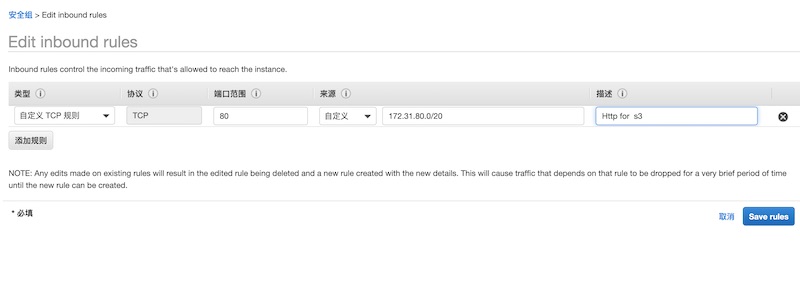 安全组 > Edit inbound rules
Edit inbound rules
Inbound rules control the incoming traffic that's allowed to reach the instance.
类型 协议 端口范围 来源 描述
自定义 TCP 规则 TCP 80 自定义 172.31.80.0/20 Http for s3
添加规则
NOTE: Any edits made on existing rules will result in the edited rule being deleted and a new rule created with the new details. This will cause traffic that depends on that rule to be dropped for a very brief period of time
until the new rule can be created.
* 必填
取消 Save rules